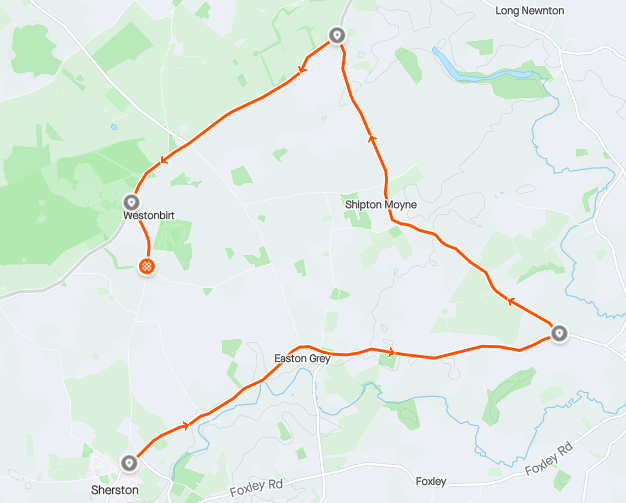 Long Newnton
Shipton Moyne
Westonbirt
Easton Grey
Foxley Rd
Foxley
Sherston
Foxley Rd